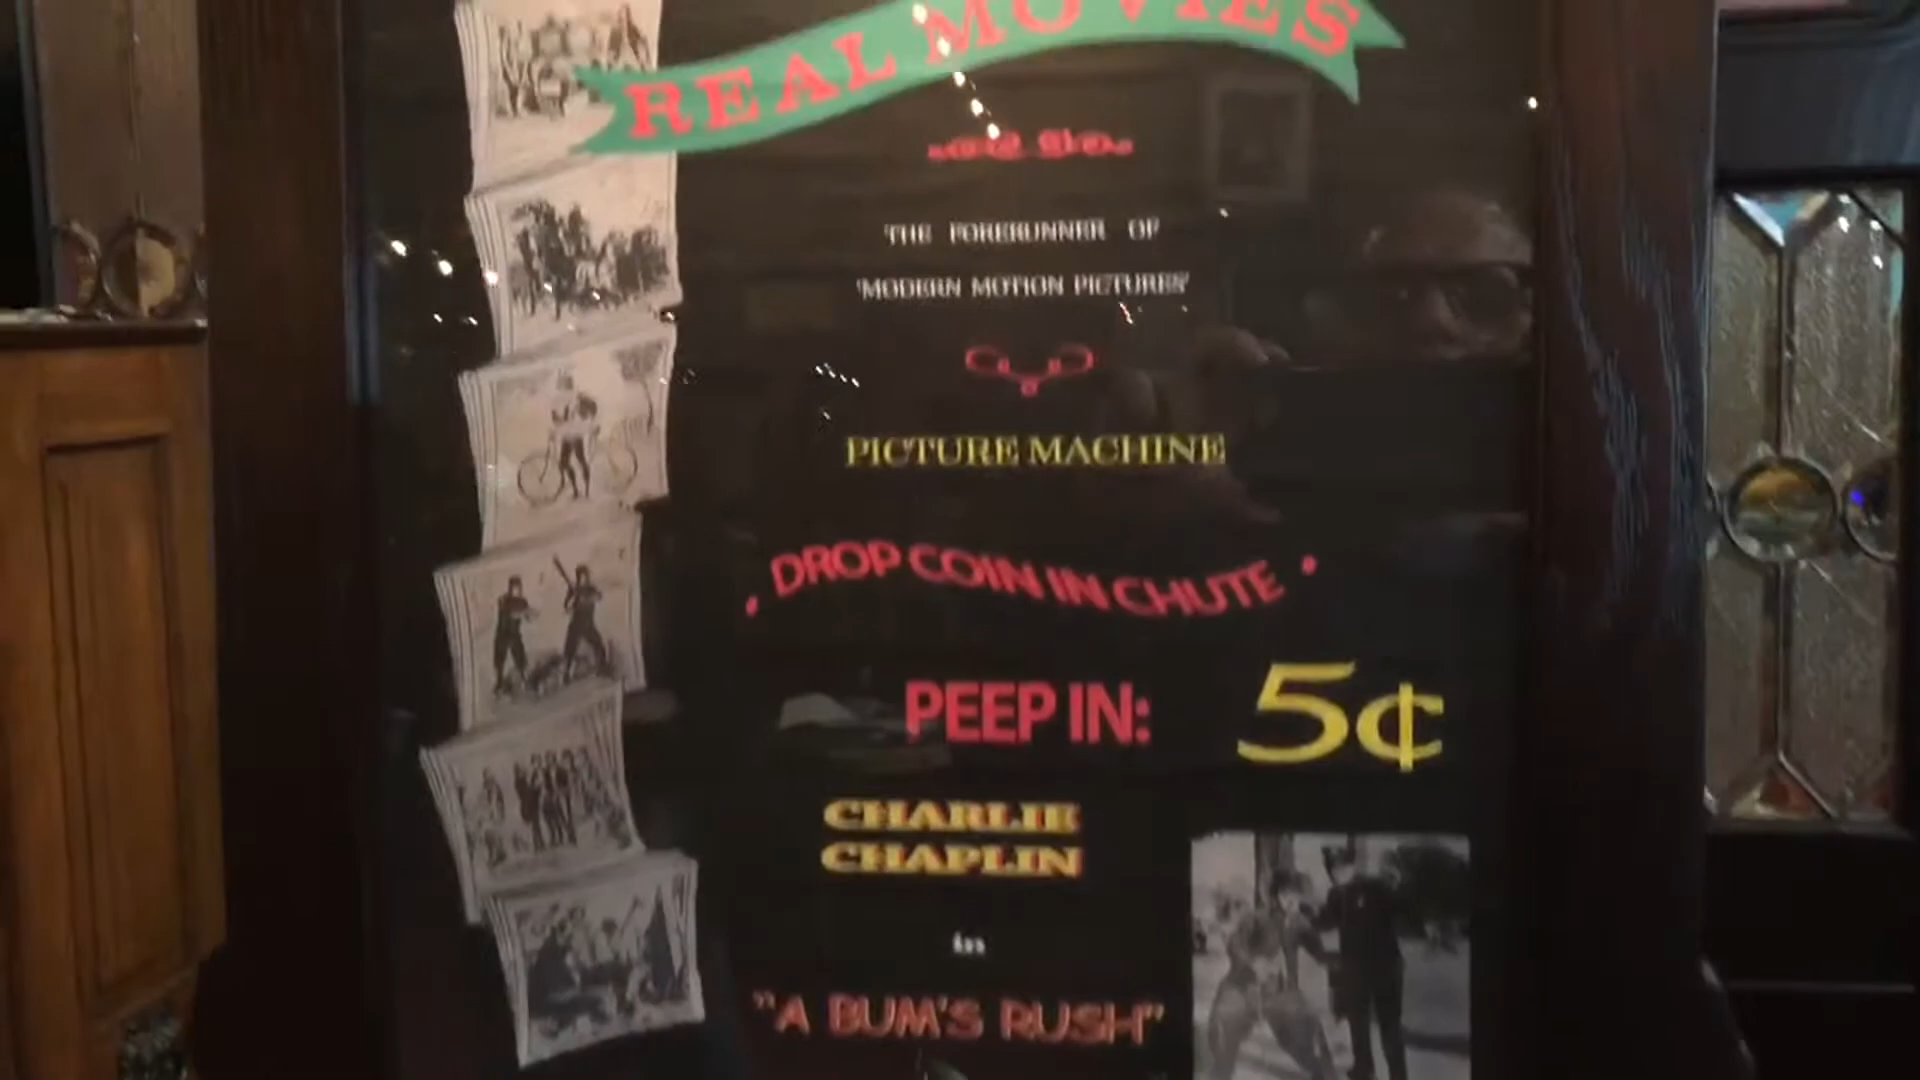 REAL MOVIES
THE FORERUNNER OF
'MODERN MOTION PICTURES'
PICTURE MACHINE
. DROP COIN IN CHUTE .
PEEP IN: 5¢
CHARLIE
CHAPLIN
in
"A BUM'S RUSH"